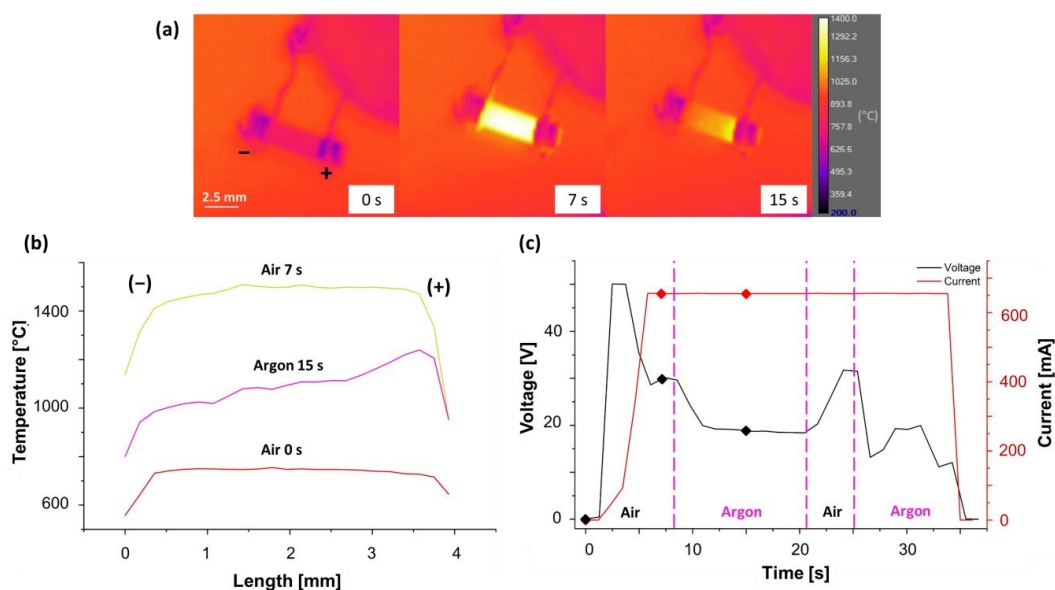 (a)
1400.0
1292.2
1156.3
1025.0
893.8
757.8
626.6
495.3
359.4
200.0
(°C)
−
+
2.5 mm
0 s
7 s
15 s
(b)
(−)
Air 7 s
(+)
Argon 15 s
Air 0 s
1400
1000
600
Temperature [°C]
0
1
2
3
4
Length [mm]
(c)
Voltage
Current
40
20
0
Voltage [V]
600
450
300
150
0
Current [mA]
Air
Argon
Air
Argon
0
10
20
30
Time [s]